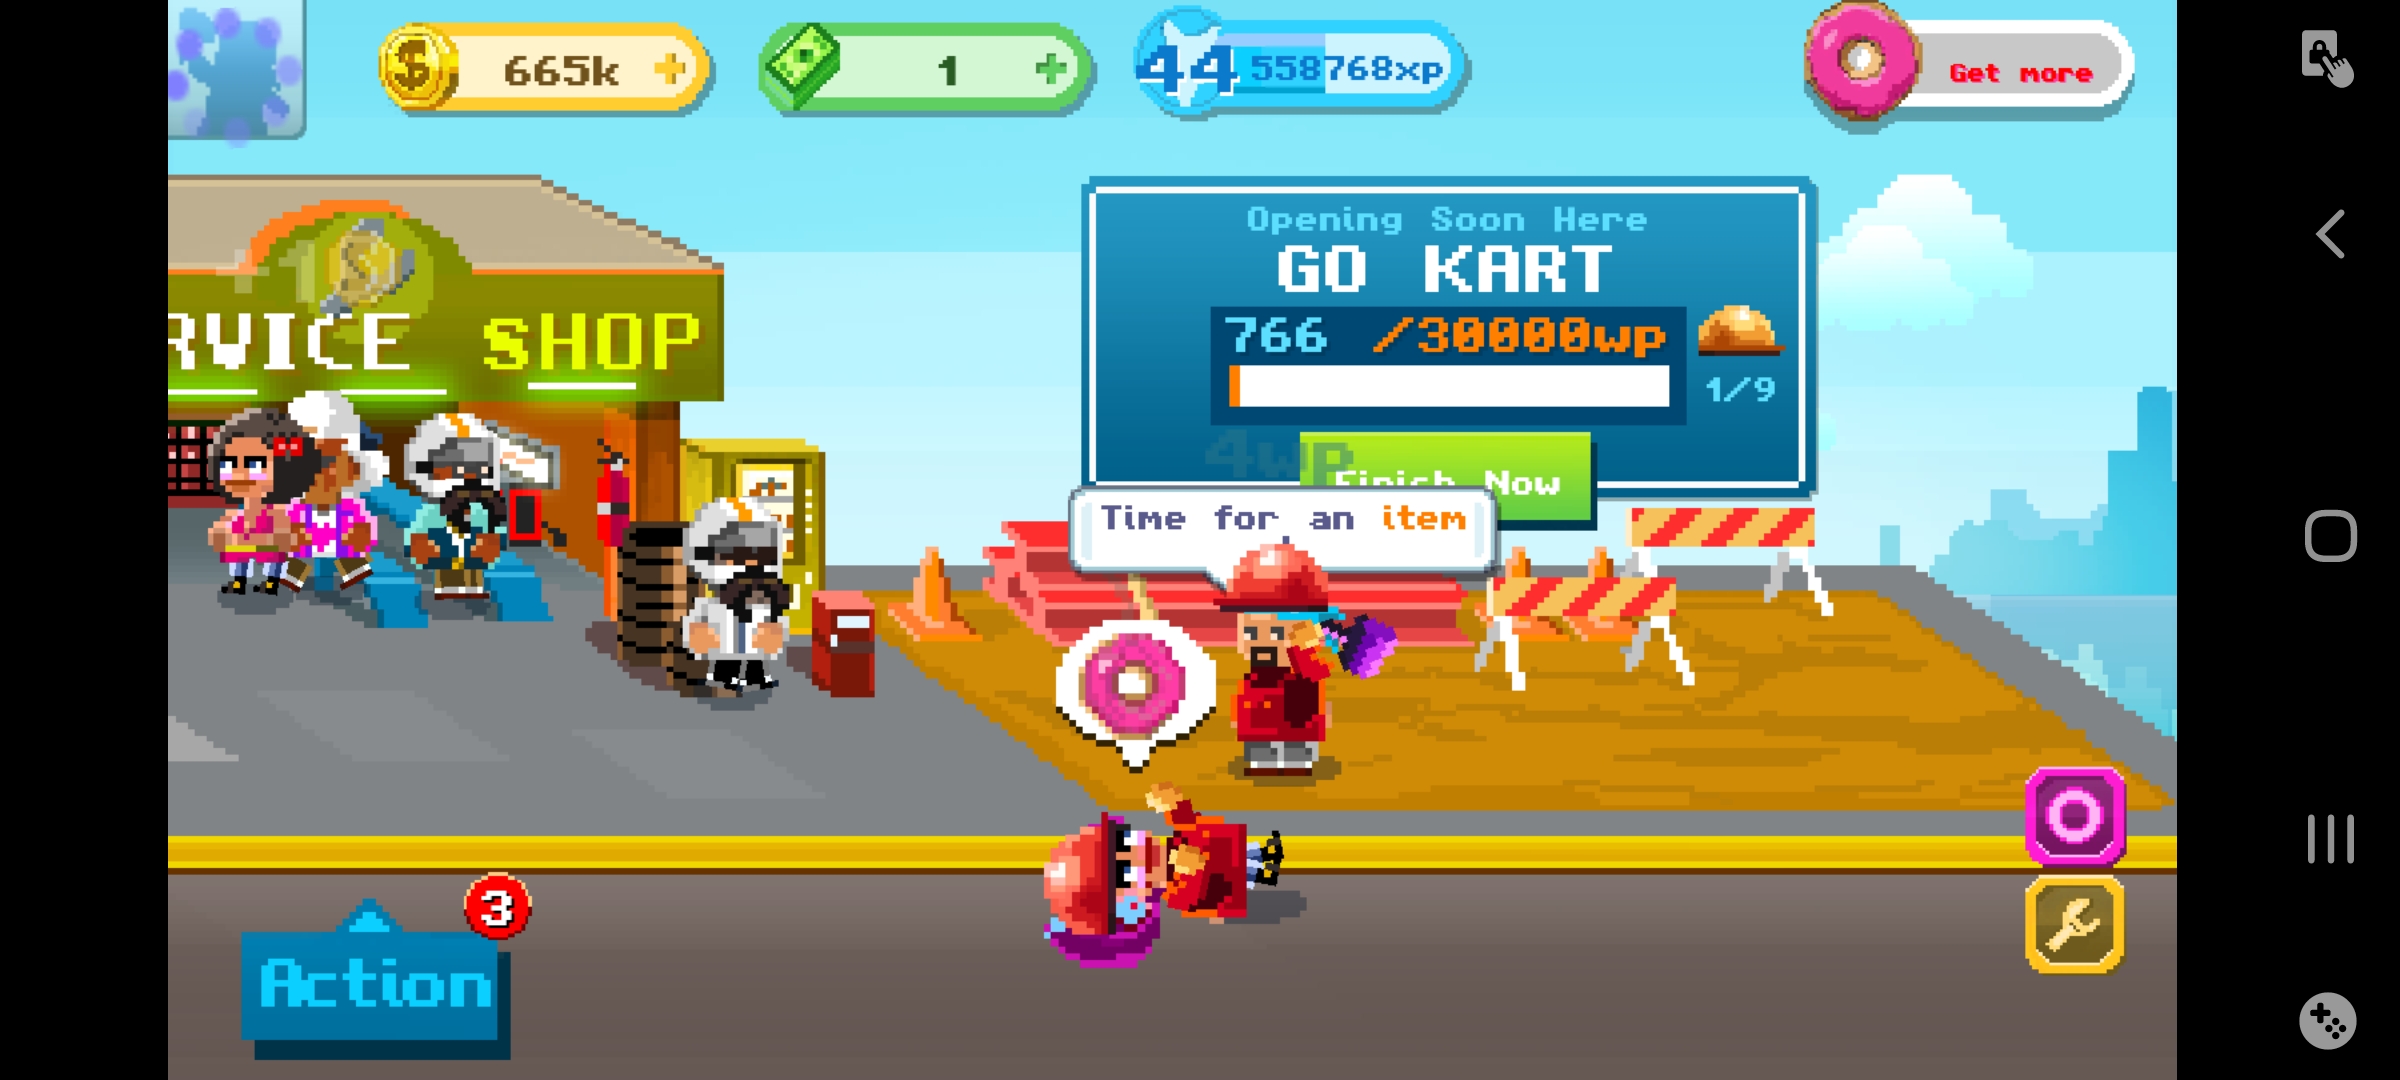 665k +
1 +
44 558768xp
Get more
Opening Soon Here
GO KART
766 /30000wp
1/9
4wp
Finish Now
RVICE SHOP
Time for an item
3
Action